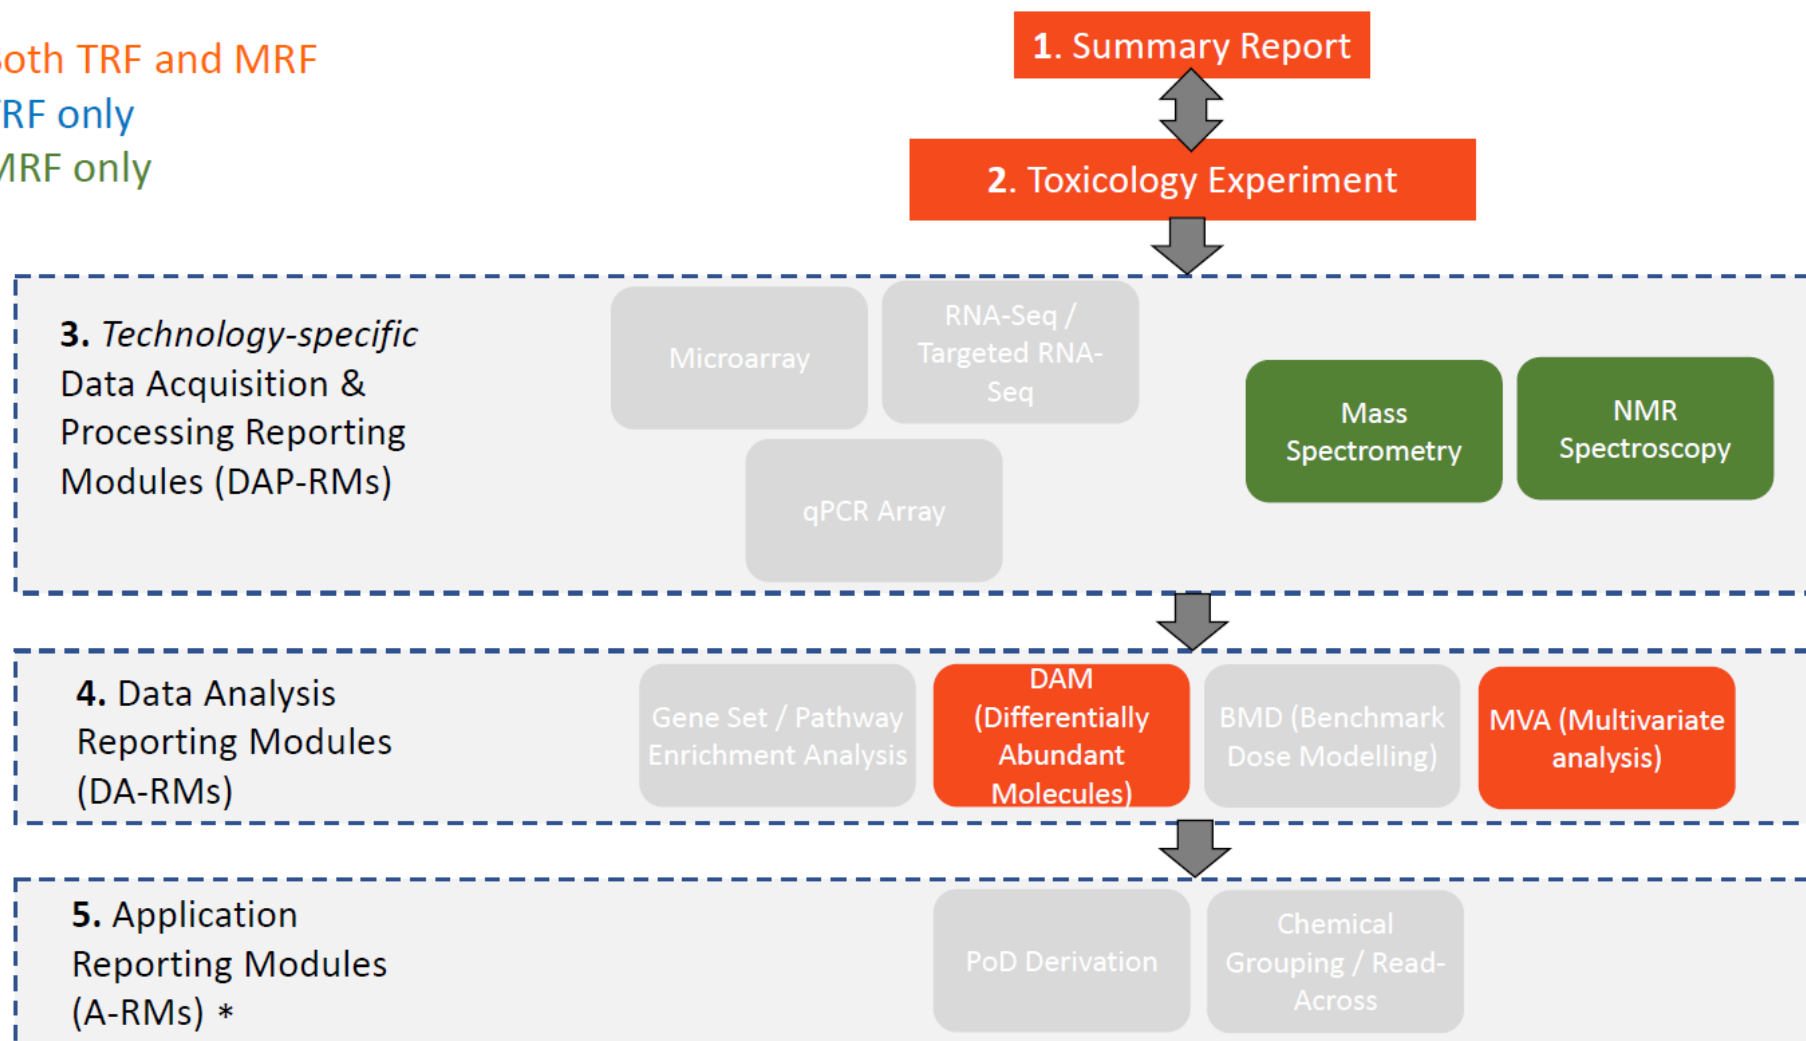 oth TRF and MRF
RF only
MRF only
1. Summary Report
2. Toxicology Experiment
3. Technology-specific
Data Acquisition &
Processing Reporting
Modules (DAP-RMs)
Microarray
RNA-Seq /
Targeted RNA-
Seq
qPCR Array
Mass
Spectrometry
NMR
Spectroscopy
4. Data Analysis
Reporting Modules
(DA-RMs)
Gene Set / Pathway
Enrichment Analysis
DAM
(Differentially
Abundant
Molecules)
BMD (Benchmark
Dose Modelling)
MVA (Multivariate
analysis)
5. Application
Reporting Modules
(A-RMs) *
PoD Derivation
Chemical
Grouping / Read-
Across